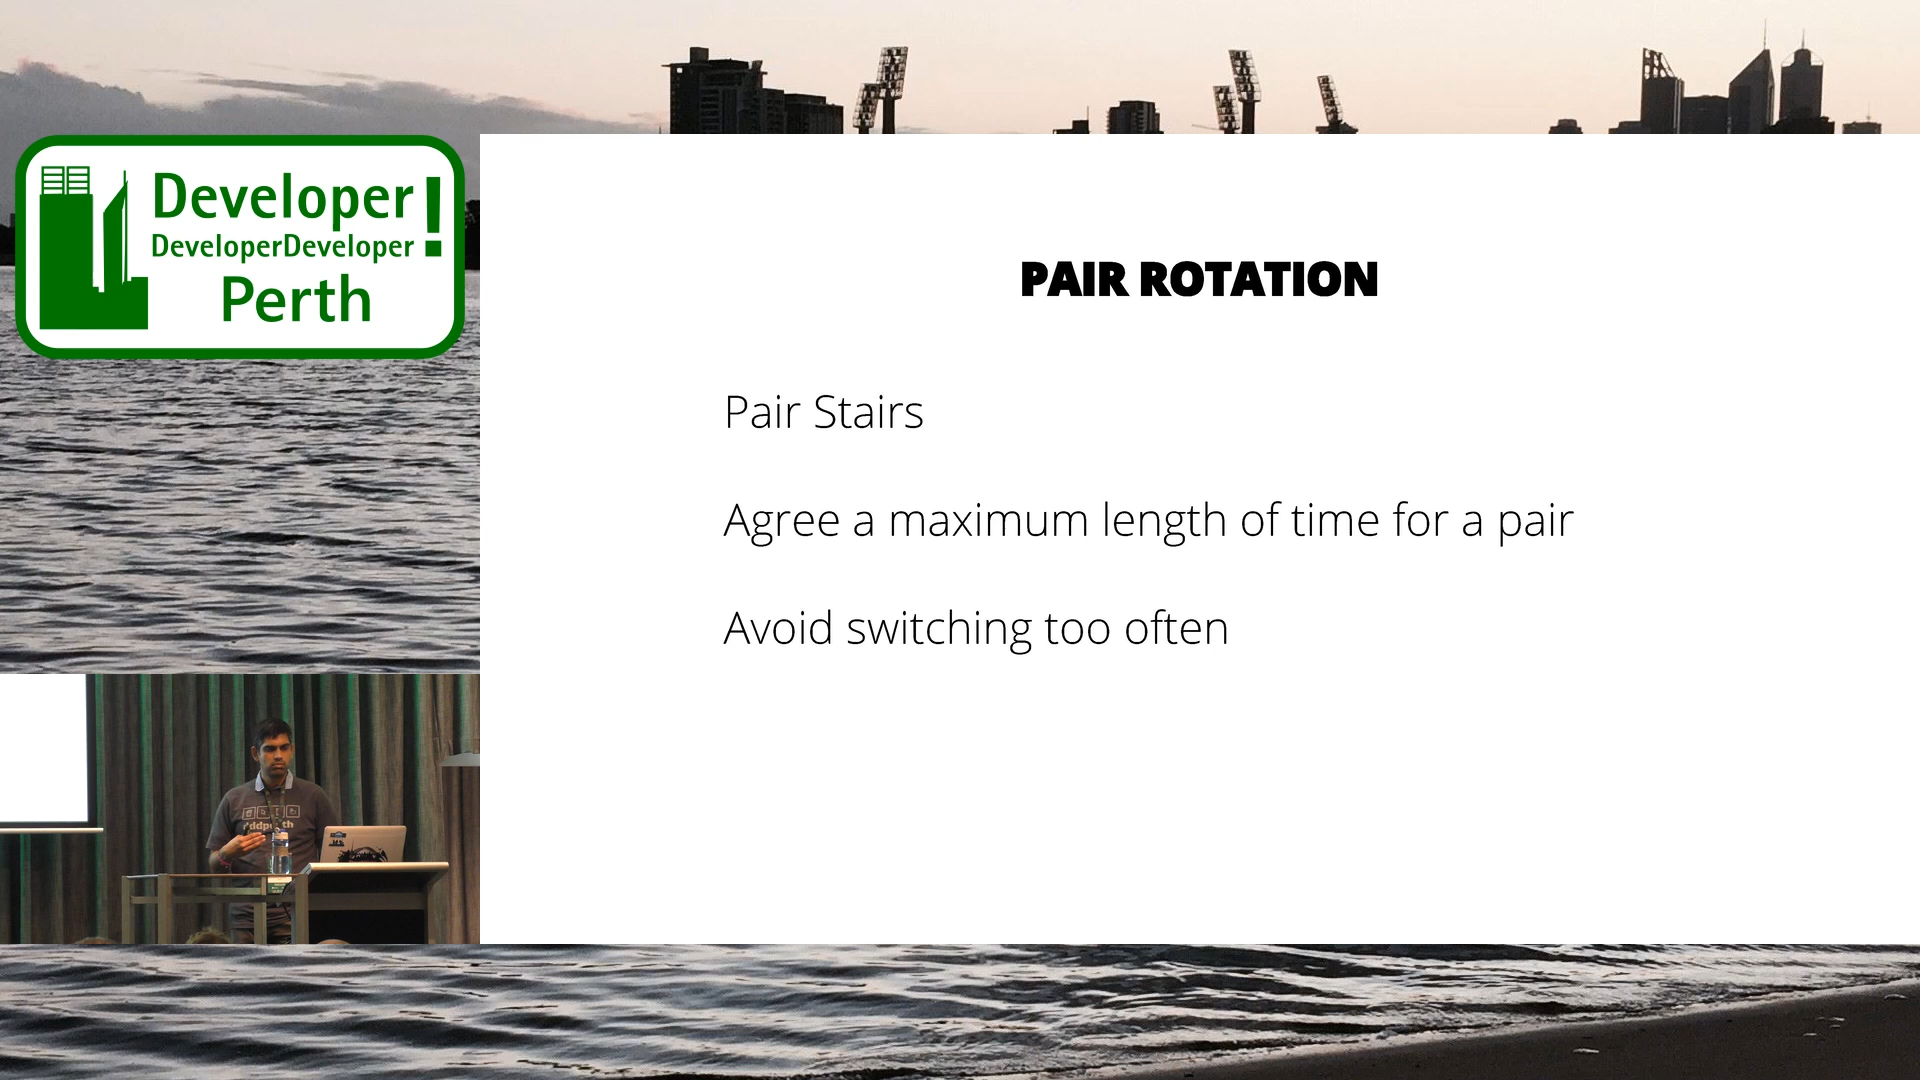 Developer!
DeveloperDeveloper
Perth
PAIR ROTATION
Pair Stairs
Agree a maximum length of time for a pair
Avoid switching too often